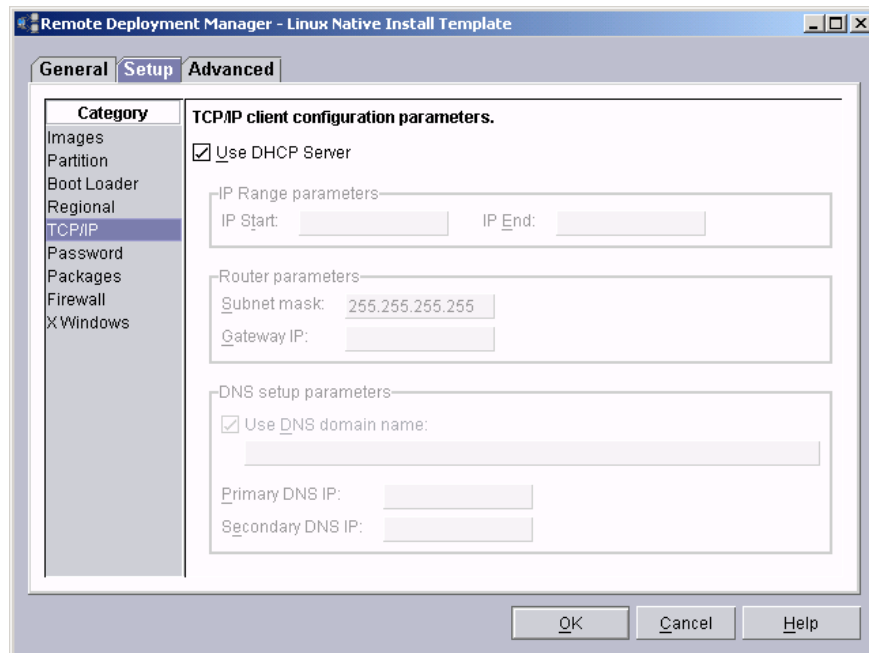 Remote Deployment Manager - Linux Native Install Template
General Setup Advanced
Category
Images
Partition
Boot Loader
Regional
TCP/IP
Password
Packages
Firewall
X Windows
TCP/IP client configuration parameters.
Use DHCP Server
IP Range parameters
IP Start: IP End:
Router parameters
Subnet mask: 255.255.255.255
Gateway IP:
DNS setup parameters
Use DNS domain name:
Primary DNS IP:
Secondary DNS IP:
OK Cancel Help